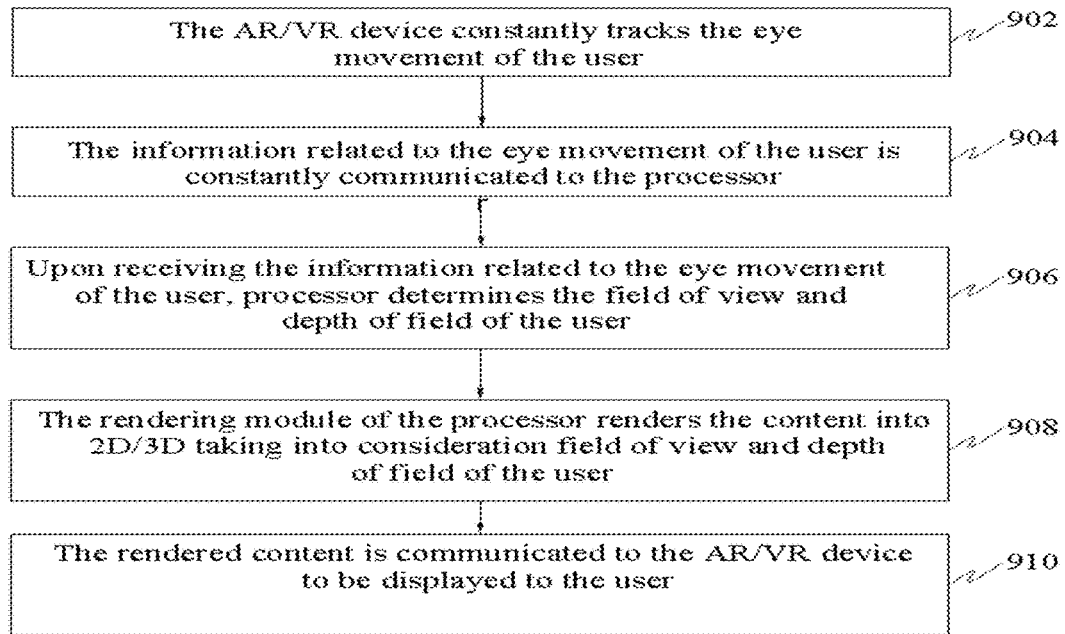 The AR/VR device constantly tracks the eye
movement of the user
902
The information related to the eye movement of the user is
constantly communicated to the processor
904
Upon receiving the information related to the eye movement
of the user, processor determines the field of view and
depth of field of the user
906
The rendering module of the processor renders the content into
2D/3D taking into consideration field of view and depth
of field of the user
908
The rendered content is communicated to the AR/VR device
to be displayed to the user
910